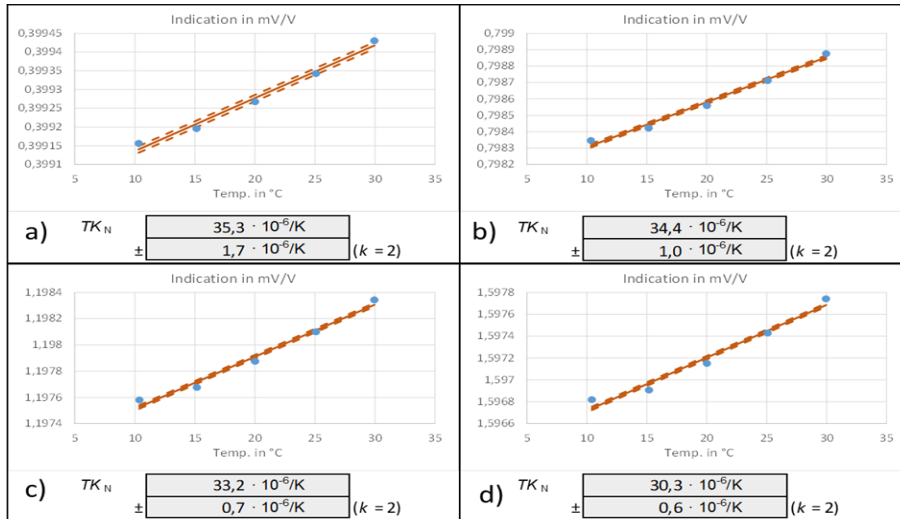 Indication in mV/V
0,39945
0,3994
0,39935
0,3993
0,39925
0,3992
0,39915
0,3991
5 10 15 20 25 30 35
Temp. in °C
a) TK N 35,3 · 10-6/K
± 1,7 · 10-6/K (k = 2)
Indication in mV/V
0,799
0,7989
0,7988
0,7987
0,7986
0,7985
0,7984
0,7983
0,7982
5 10 15 20 25 30 35
Temp. in °C
b) TK N 34,4 · 10-6/K
± 1,0 · 10-6/K (k = 2)
Indication in mV/V
1,1984
1,1982
1,198
1,1978
1,1976
1,1974
5 10 15 20 25 30 35
Temp. in °C
c) TK N 33,2 · 10-6/K
± 0,7 · 10-6/K (k = 2)
Indication in mV/V
1,5978
1,5976
1,5974
1,5972
1,597
1,5968
1,5966
5 10 15 20 25 30 35
Temp. in °C
d) TK N 30,3 · 10-6/K
± 0,6 · 10-6/K (k = 2)